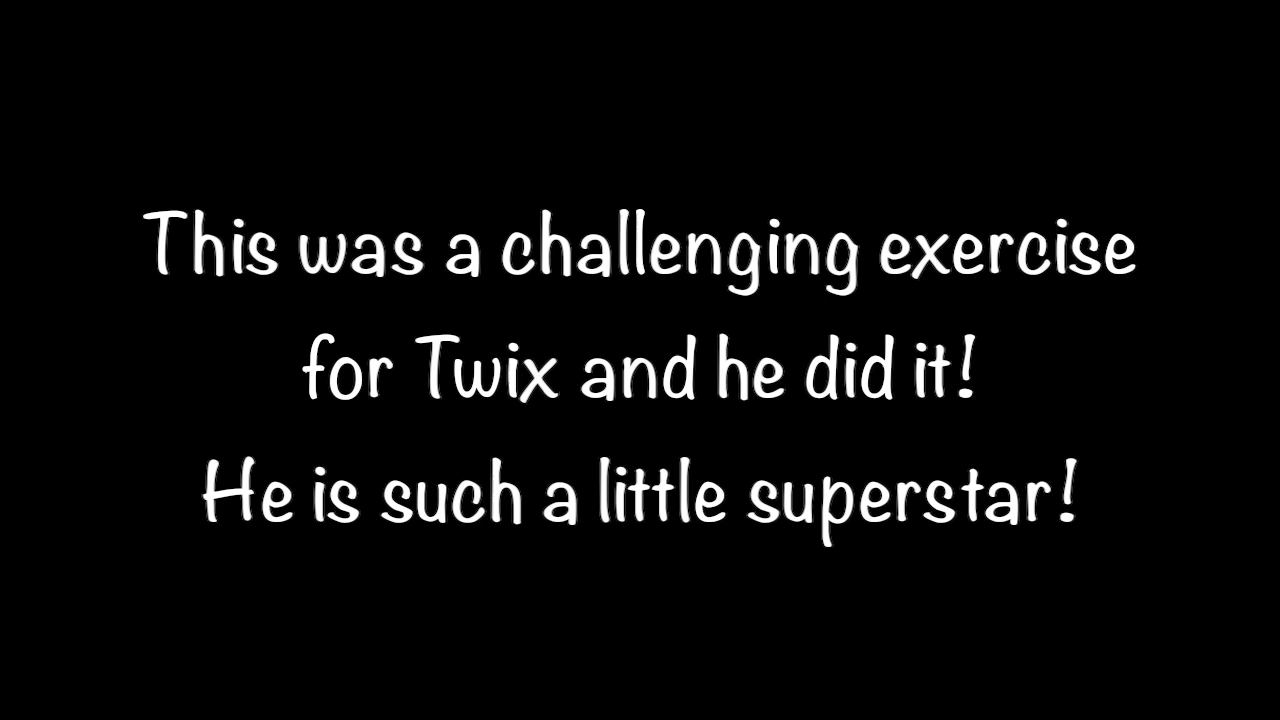 This was a challenging exercise
for Twix and he did it!
He is such a little superstar!